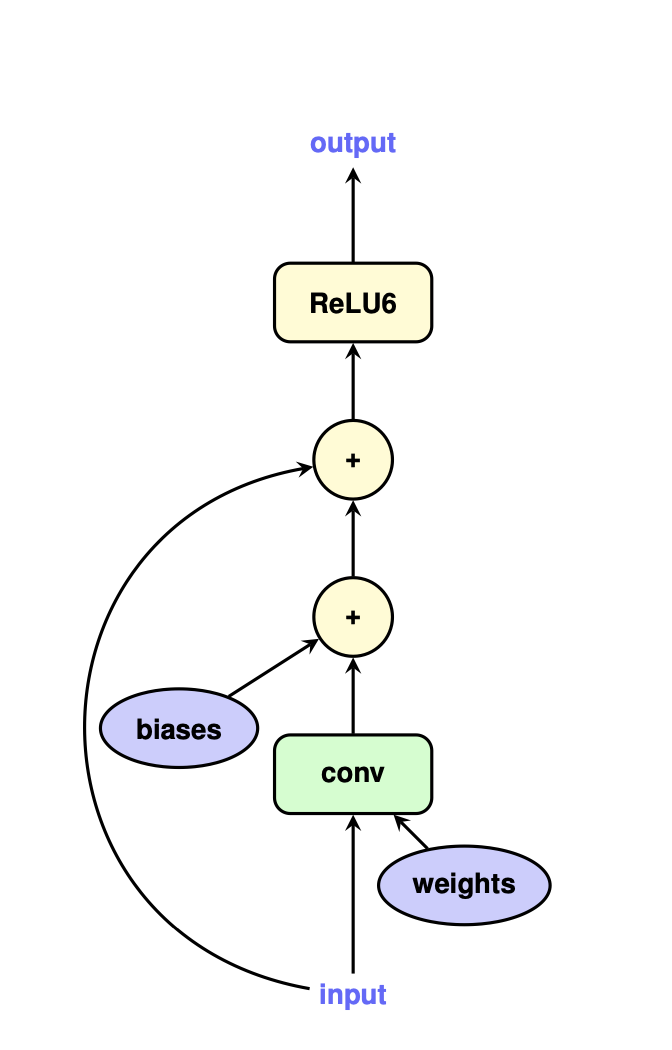 output
ReLU6
+
+
biases
conv
weights
input